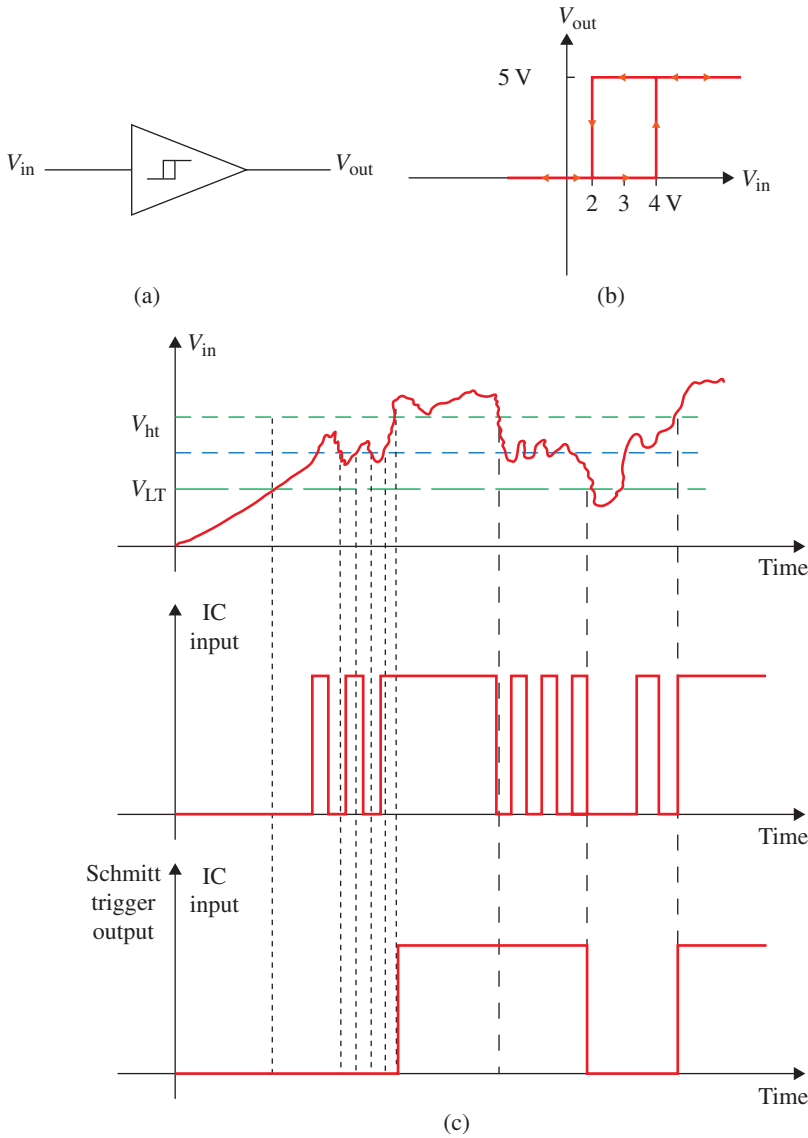 V_in
V_out
(a)
V_out
5 V
2 3 4 V
V_in
(b)
V_in
V_ht
V_LT
Time
IC
input
Time
Schmitt
trigger
output
IC
input
Time
(c)